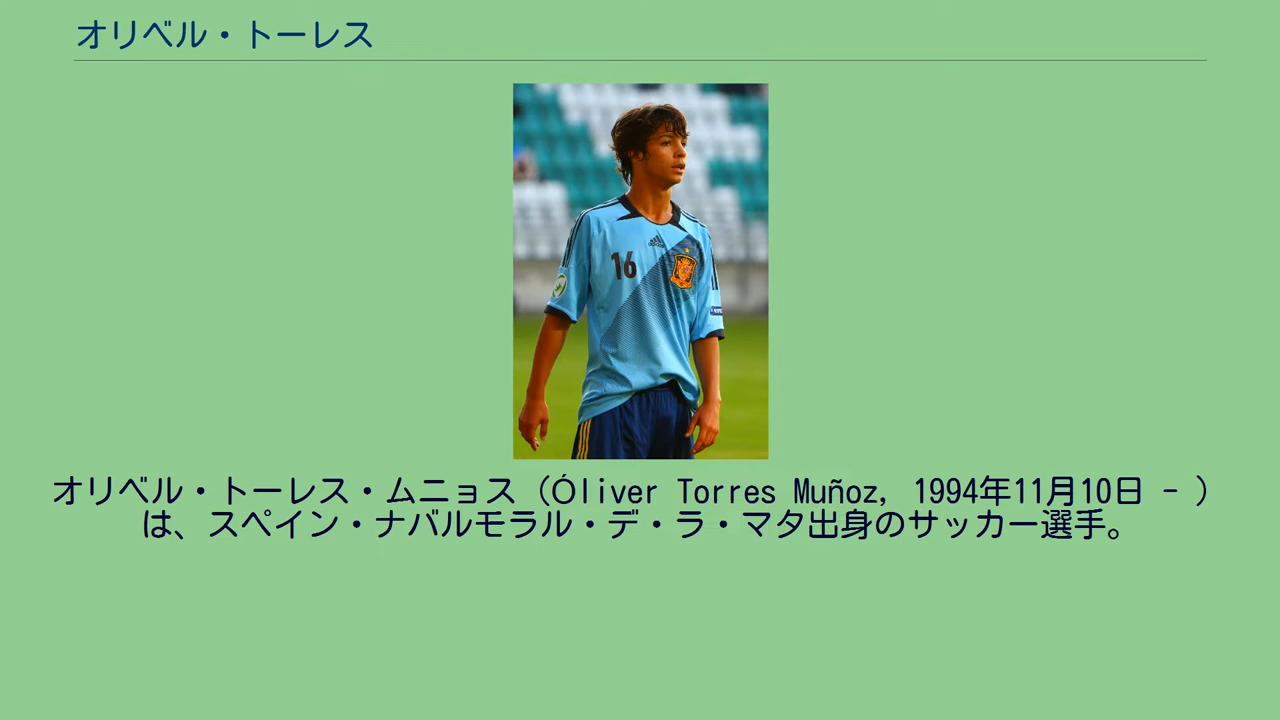 オリベル・トーレス
adidas
16
オリベル・トーレス・ムニョス（Óliver Torres Muñoz, 1994年11月10日 - ）
は、スペイン・ナバルモラル・デ・ラ・マタ出身のサッカー選手。